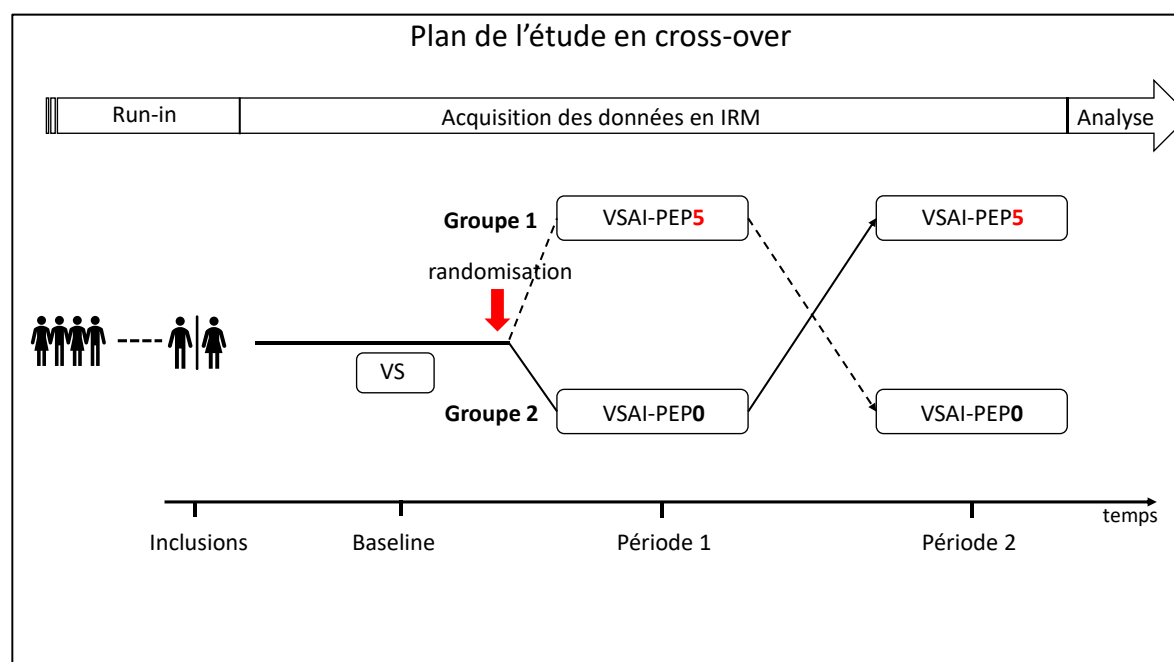 Plan de l’étude en cross-over
Run-in
Acquisition des données en IRM
Analyse
Groupe 1
VSAI-PEP5
VSAI-PEP5
randomisation
VS
Groupe 2
VSAI-PEP0
VSAI-PEP0
temps
Inclusions
Baseline
Période 1
Période 2